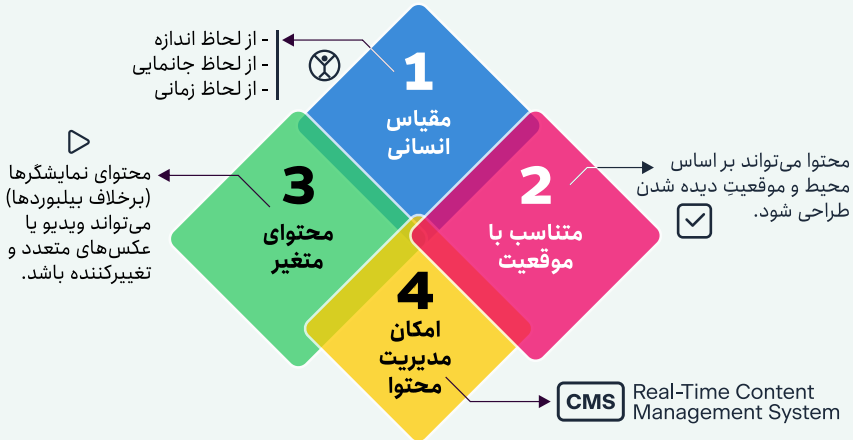 1
مقیاس
انسانی
- از لحاظ اندازه
- از لحاظ جانمایی
- از لحاظ زمانی
2
متناسب با
موقعیت
محتوا می‌تواند بر اساس
محیط و موقعیتِ دیده شدن
طراحی شود.
3
محتوای
متغیر
محتوای نمایشگرها
(برخلاف بیلبوردها)
می‌تواند ویدیو یا
عکس‌های متعدد و
تغییرکننده باشد.
4
امکان
مدیریت
محتوا
CMS
Real-Time Content
Management System